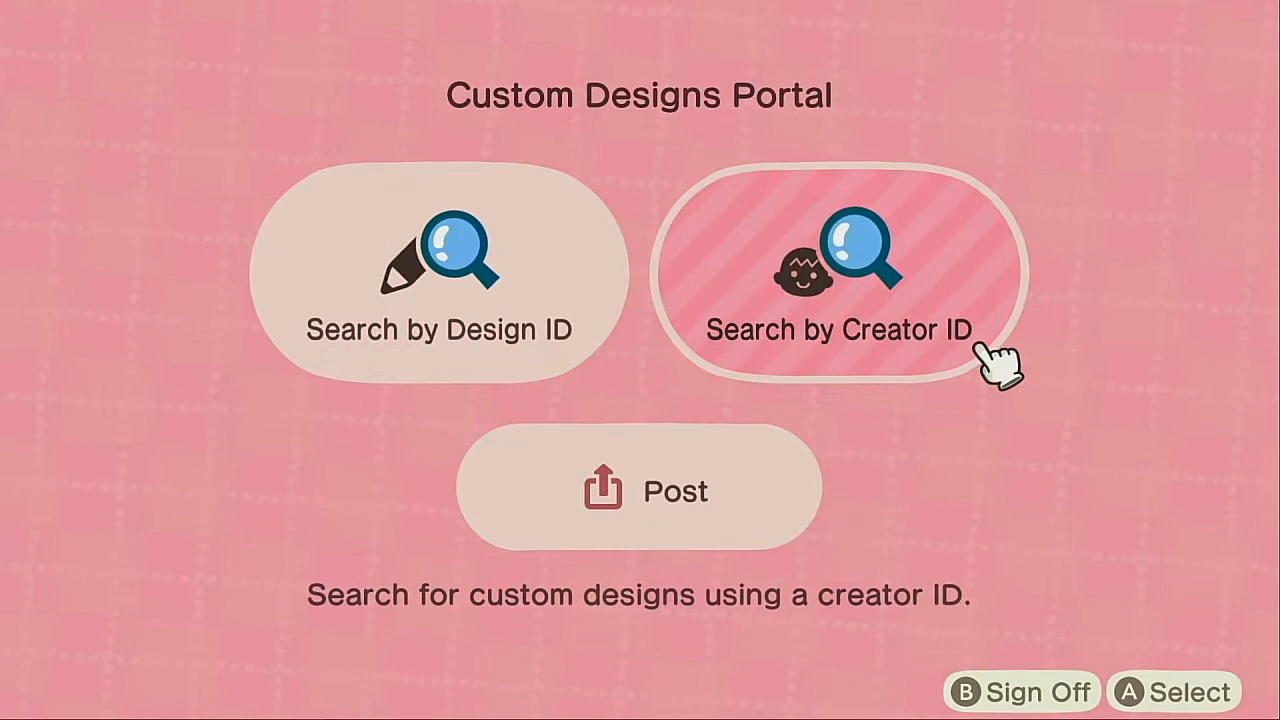 Custom Designs Portal
Search by Design ID
Search by Creator ID
Post
Search for custom designs using a creator ID.
B Sign Off
A Select